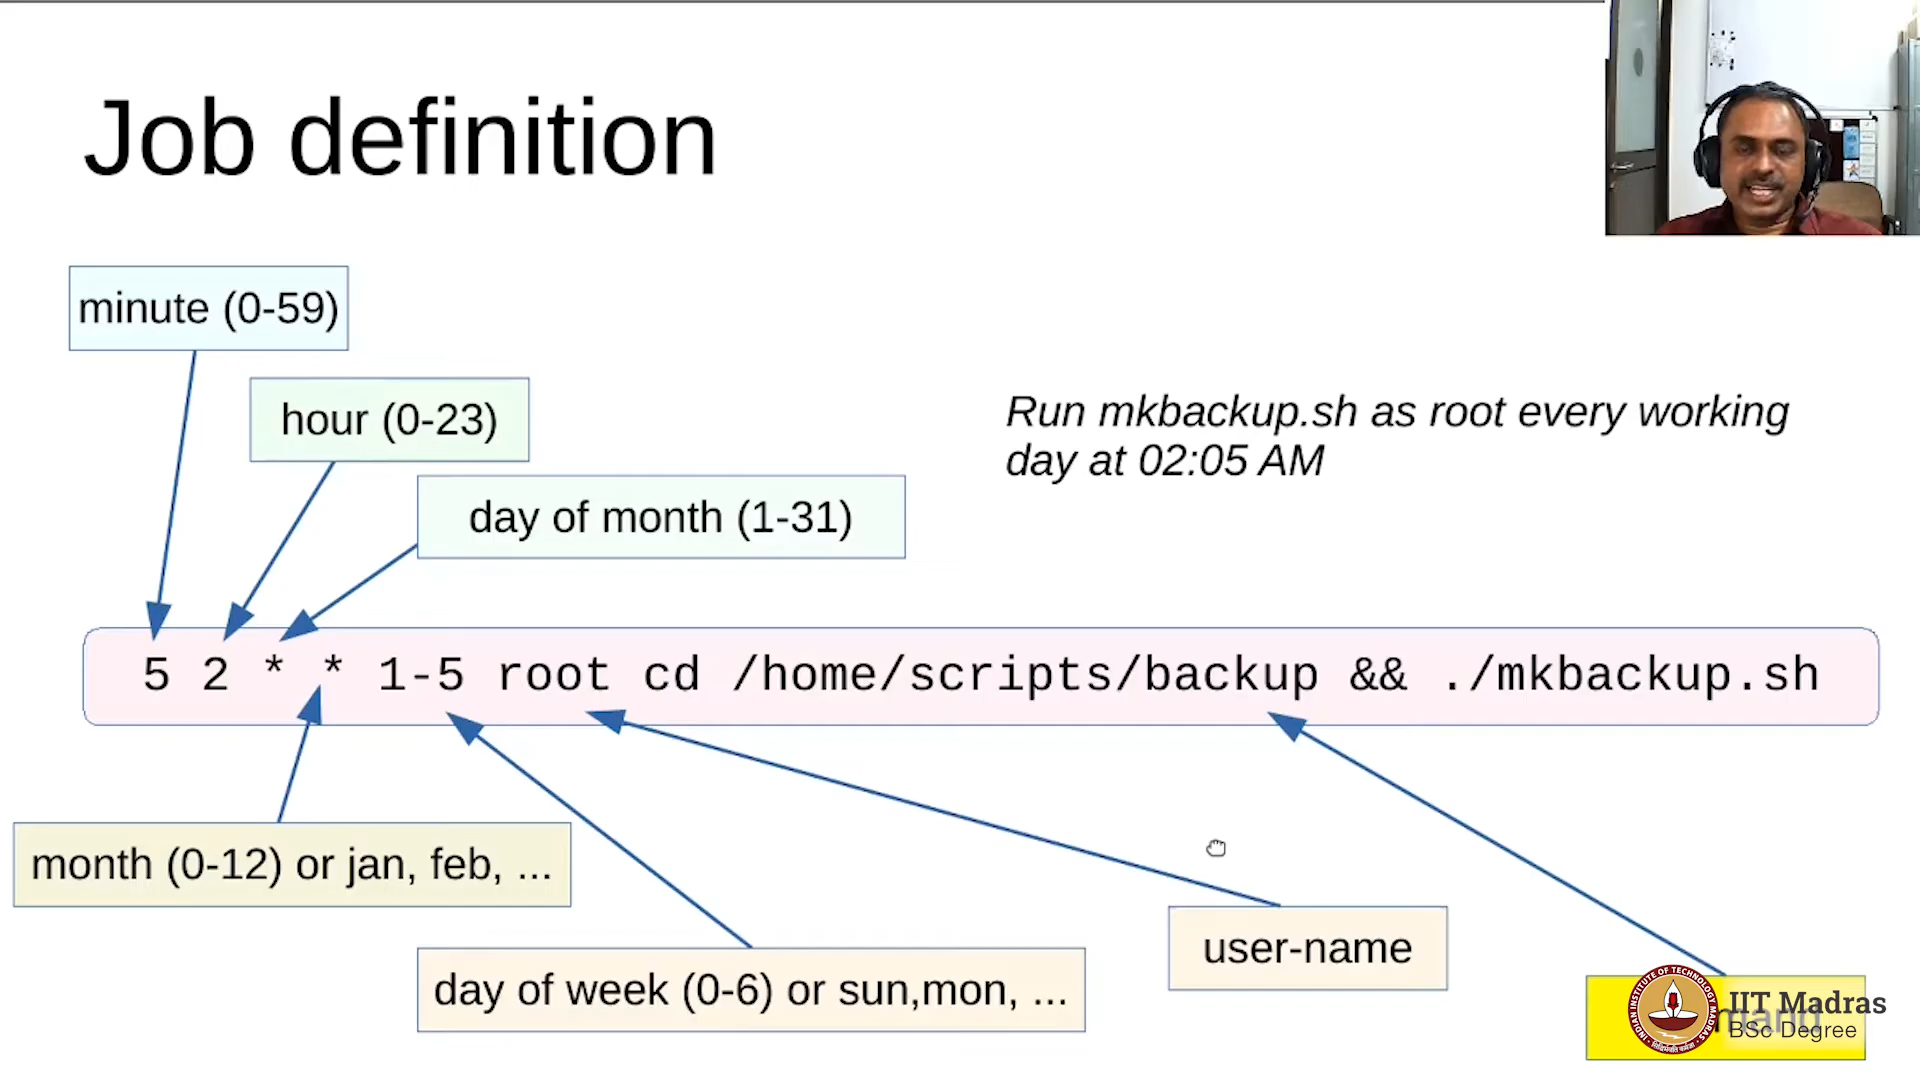 Job definition
minute (0-59)
hour (0-23)
day of month (1-31)
Run mkbackup.sh as root every working
day at 02:05 AM
5 2 * * 1-5 root cd /home/scripts/backup && ./mkbackup.sh
month (0-12) or jan, feb, ...
day of week (0-6) or sun,mon, ...
user-name
IIT Madras
BSc Degree